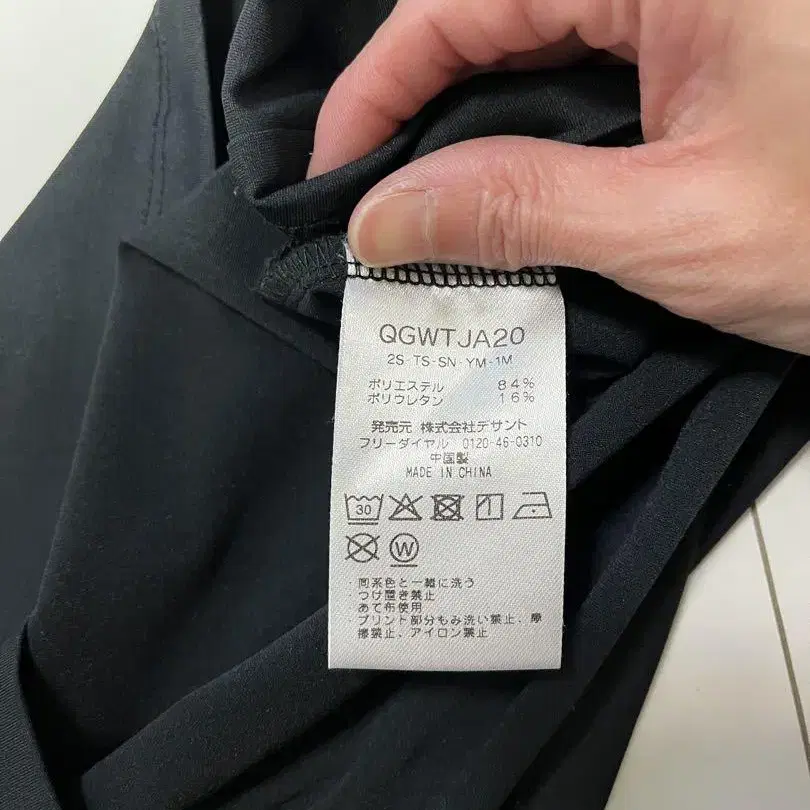 QGWTJA20
2S-TS-SN-YM-1M
ポリエステル 84%
ポリウレタン 16%
発売元 株式会社デサント
フリーダイヤル 0120-46-0310
中国製
MADE IN CHINA
30
W
・同系色と一緒に洗う
つけ置き禁止
あて布使用
・プリント部分もみ洗い禁止、摩
擦禁止、アイロン禁止